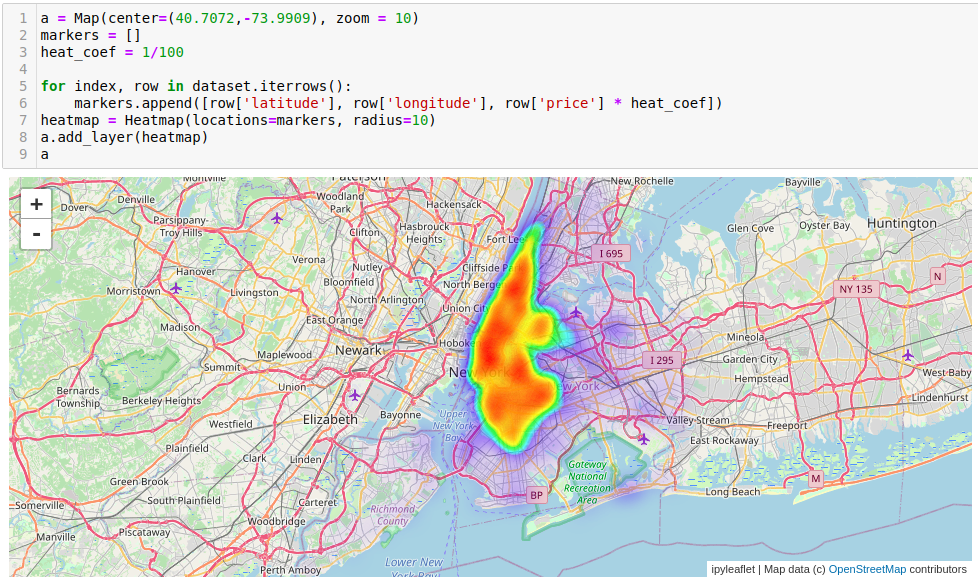 1 a = Map(center=(40.7072,-73.9909), zoom = 10)
2 markers = []
3 heat_coef = 1/100
4
5 for index, row in dataset.iterrows():
6     markers.append([row['latitude'], row['longitude'], row['price'] * heat_coef])
7 heatmap = Heatmap(locations=markers, radius=10)
8 a.add_layer(heatmap)
9 a
Montville
Paterson
New Rochelle
Bayville
Denville
Woodland
Park
+
Dover
Hackensack
Parsippany-
Troy Hills
Hasbrouck
Heights
Glen Cove
Oyster Bay
Huntington
-
Clifton
Fort Lee
I 695
Verona
Nutley
Cliffside
Hanover
Bloomfield
North
N
Morristown
Livingston
North Arlington
Union City
NY 135
East Orange
Madison
Hoboken
Mineola
Maplewood
Newark
I 295
Garden City
Summit
New York
New York
Hempstead
West Baby
Bernards
Township
Berkeley Heights
Union
Lindenhurst
Elizabeth
Bayonne
Upper
New York
Bay
Valley Stream
Freeport
Westfield
East Rockaway
Plainfield
Clark
Linden
Gateway
National
Recreation
Area
Green Brook
M
South Plainfield
Carteret
BP
Long Beach
Somerville
Richmond
County
Woodbridge
Piscataway
Manville
Lower New
York Bay
Perth Amboy
ipyleaflet | Map data (c) OpenStreetMap contributors